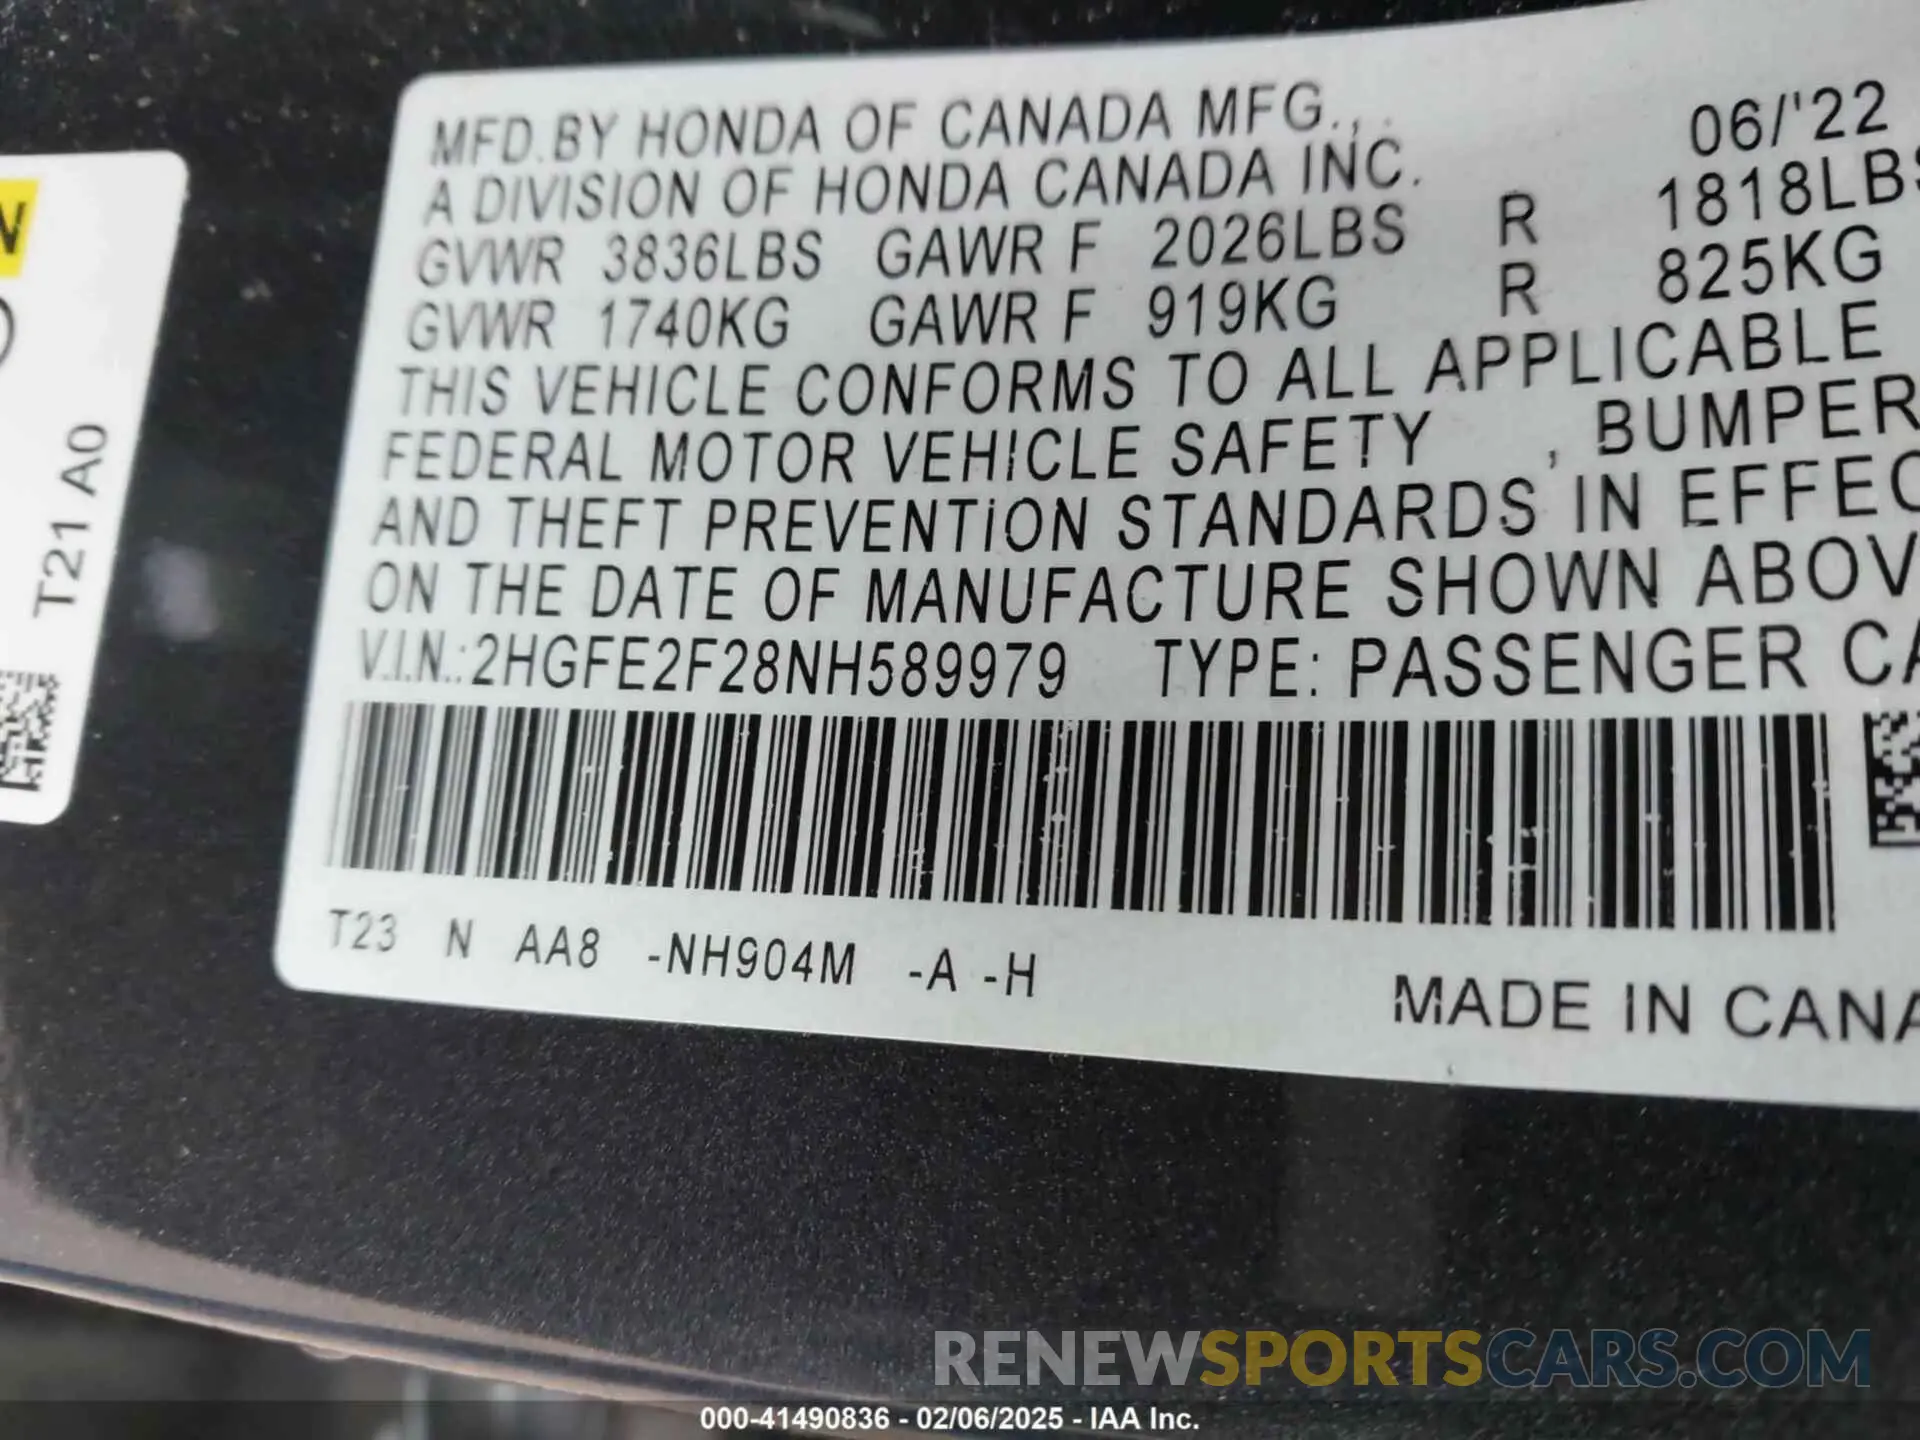 MFD.BY HONDA OF CANADA MFG.,
06/'22
A DIVISION OF HONDA CANADA INC.
GVWR 3836LBS GAWR F 2026LBS R 1818LBS
GVWR 1740KG GAWR F 919KG R 825KG
THIS VEHICLE CONFORMS TO ALL APPLICABLE
FEDERAL MOTOR VEHICLE SAFETY , BUMPER
AND THEFT PREVENTION STANDARDS IN EFFEC
ON THE DATE OF MANUFACTURE SHOWN ABOV
V.I.N.:2HGFE2F28NH589979 TYPE: PASSENGER CA
T23 N AA8 -NH904M -A -H
MADE IN CANA
N
T21 A0
RENEWSPORTSCARS.COM
000-41490836 - 02/06/2025 - IAA Inc.